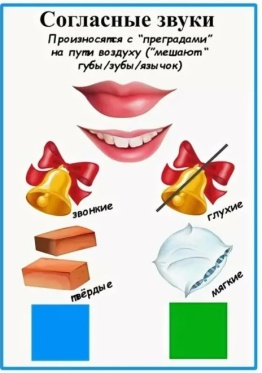 Согласные звуки
Произносятся с "преградами"
на пути воздуху ("мешают"
губы/зубы/язычок)
звонкие
глухие
твёрдые
мягкие